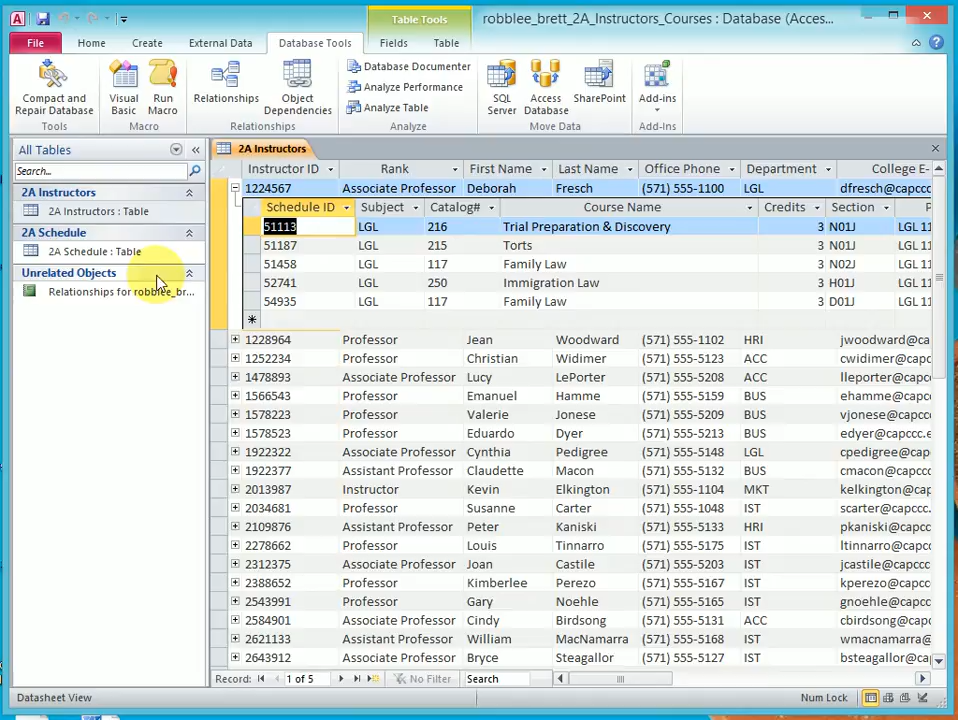 A
Table Tools
robblee_brett_2A_Instructors_Courses : Database (Acces...
File Home Create External Data Database Tools Fields Table
Compact and Repair Database
Visual Basic
Run Macro
Relationships
Object Dependencies
Database Documenter
Analyze Performance
Analyze Table
SQL Server
Access Database
SharePoint
Add-ins
Tools Macro Relationships Analyze Move Data Add-Ins
All Tables
Search...
2A Instructors
2A Instructors : Table
2A Schedule
2A Schedule : Table
Unrelated Objects
Relationships for robblee_br...
2A Instructors
Instructor ID Rank First Name Last Name Office Phone Department College E
1224567 Associate Professor Deborah Fresch (571) 555-1100 LGL dfresch@capcc
Schedule ID Subject Catalog# Course Name Credits Section
51113 LGL 216 Trial Preparation & Discovery 3 N01J LGL 11
51187 LGL 215 Torts 3 N01J LGL 11
51458 LGL 117 Family Law 3 N02J LGL 11
52741 LGL 250 Immigration Law 3 H01J LGL 11
54935 LGL 117 Family Law 3 D01J LGL 11
1228964 Professor Jean Woodward (571) 555-1102 HRI jwoodward@ca
1252234 Professor Christian Widimer (571) 555-5123 ACC cwidimer@cap
1478893 Associate Professor Lucy LePorter (571) 555-5208 ACC lleporter@capc
1566543 Professor Emanuel Hamme (571) 555-5159 BUS ehamme@capc
1578223 Professor Valerie Jonese (571) 555-5209 BUS vjonese@capcc
1578523 Professor Eduardo Dyer (571) 555-5213 BUS edyer@capccc.
1922322 Associate Professor Cynthia Pedigree (571) 555-5148 LGL cpedigree@cap
1922377 Assistant Professor Claudette Macon (571) 555-5132 BUS cmacon@capcc
2013987 Instructor Kevin Elkington (571) 555-1104 MKT kelkington@ca
2034681 Professor Susanne Carter (571) 555-1048 IST scarter@capccc
2109876 Assistant Professor Peter Kaniski (571) 555-5133 HRI pkaniski@capc
2278662 Associate Professor Louis Tinnarro (571) 555-5175 IST ltinnarro@capc
2312375 Associate Professor Joan Castile (571) 555-5203 IST jcastile@capcc
2388652 Professor Kimberlee Perezo (571) 555-5167 IST kperezo@capc
2543991 Professor Gary Noehle (571) 555-5165 IST gnoehle@capc
2584901 Associate Professor Cindy Birdsong (571) 555-5131 ACC cbirdsong@cap
2621133 Assistant Professor William MacNamarra (571) 555-5168 IST wmacnamarra
2643912 Associate Professor Bryce Steagallor (571) 555-5127 IST bsteagallor@c
Record: 1 of 5 No Filter Search
Datasheet View Num Lock